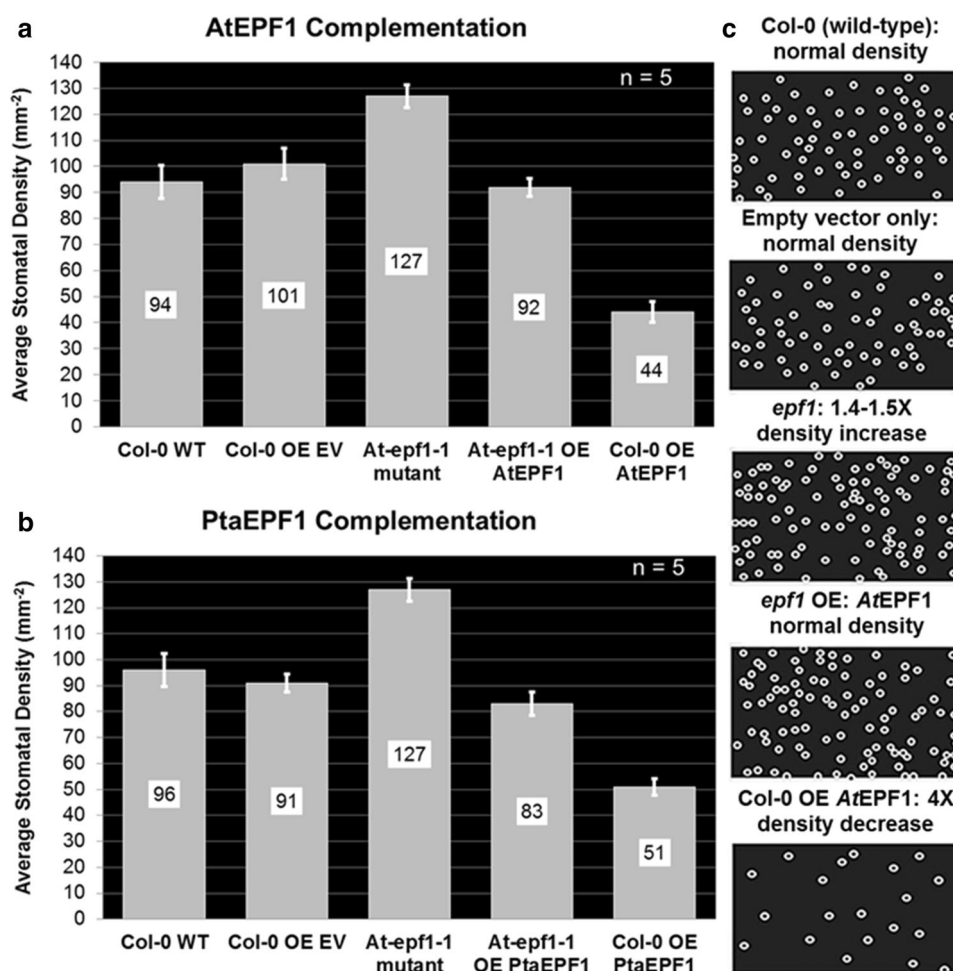 a
AtEPF1 Complementation
Average Stomatal Density (mm-2)
140
130
120
110
100
90
80
70
60
50
40
30
20
10
0
n = 5
94
101
127
92
44
Col-0 WT
Col-0 OE EV
At-epf1-1
mutant
At-epf1-1 OE
AtEPF1
Col-0 OE
AtEPF1
b
PtaEPF1 Complementation
Average Stomatal Density (mm-2)
140
130
120
110
100
90
80
70
60
50
40
30
20
10
0
n = 5
96
91
127
83
51
Col-0 WT
Col-0 OE EV
At-epf1-1
mutant
At-epf1-1
OE PtaEPF1
Col-0 OE
PtaEPF1
c
Col-0 (wild-type):
normal density
Empty vector only:
normal density
epf1: 1.4-1.5X
density increase
epf1 OE: AtEPF1
normal density
Col-0 OE AtEPF1: 4X
density decrease